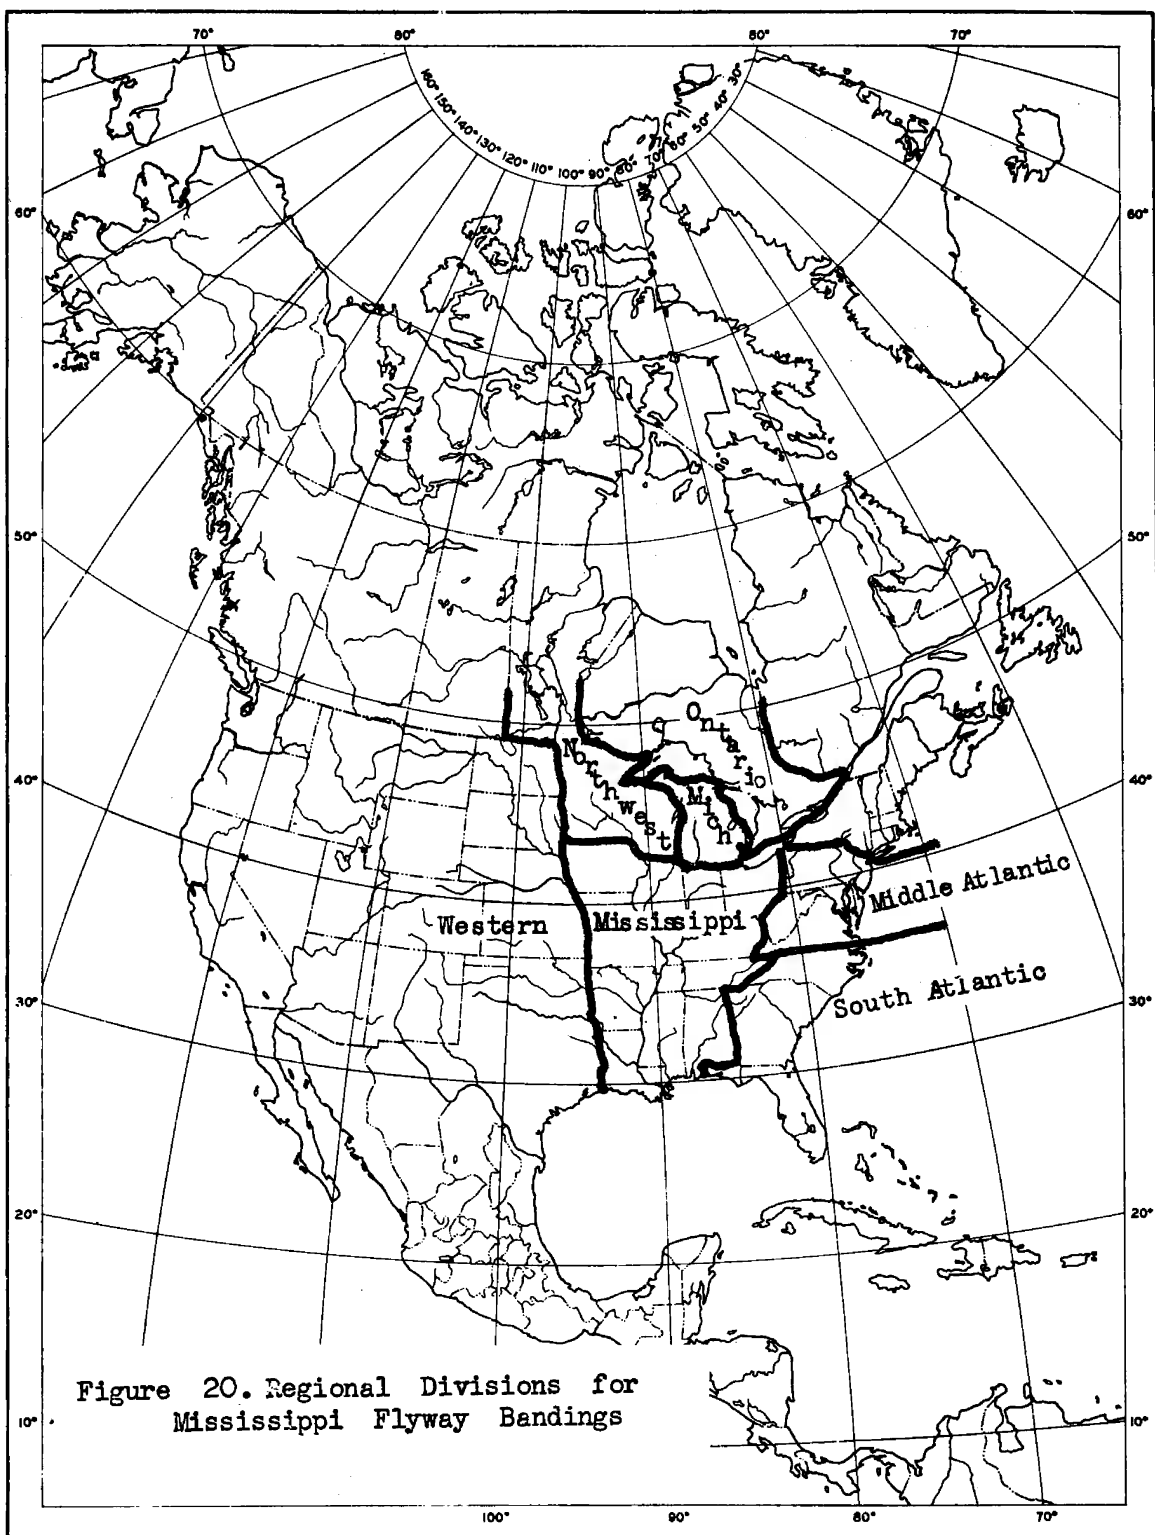 70° 80° 80° 70°
160° 150° 140° 130° 120° 110° 100° 90° 80° 70° 60° 50° 40° 30°
60° 60°
50° 50°
Ontario
Northwest
Mich
40° 40°
Middle Atlantic
Western Mississippi
South Atlantic
30° 30°
20° 20°
Figure 20. Regional Divisions for
Mississippi Flyway Bandings
10° 10°
100° 90° 80° 70°